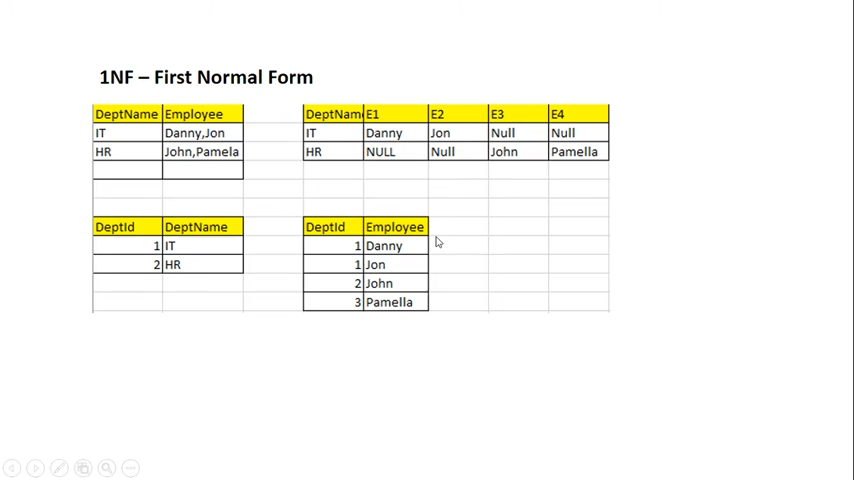 1NF – First Normal Form
DeptName Employee
IT Danny,Jon
HR John,Pamela
DeptNam E1 E2 E3 E4
IT Danny Jon Null Null
HR NULL Null John Pamella
DeptId DeptName
1 IT
2 HR
DeptId Employee
1 Danny
1 Jon
2 John
3 Pamella